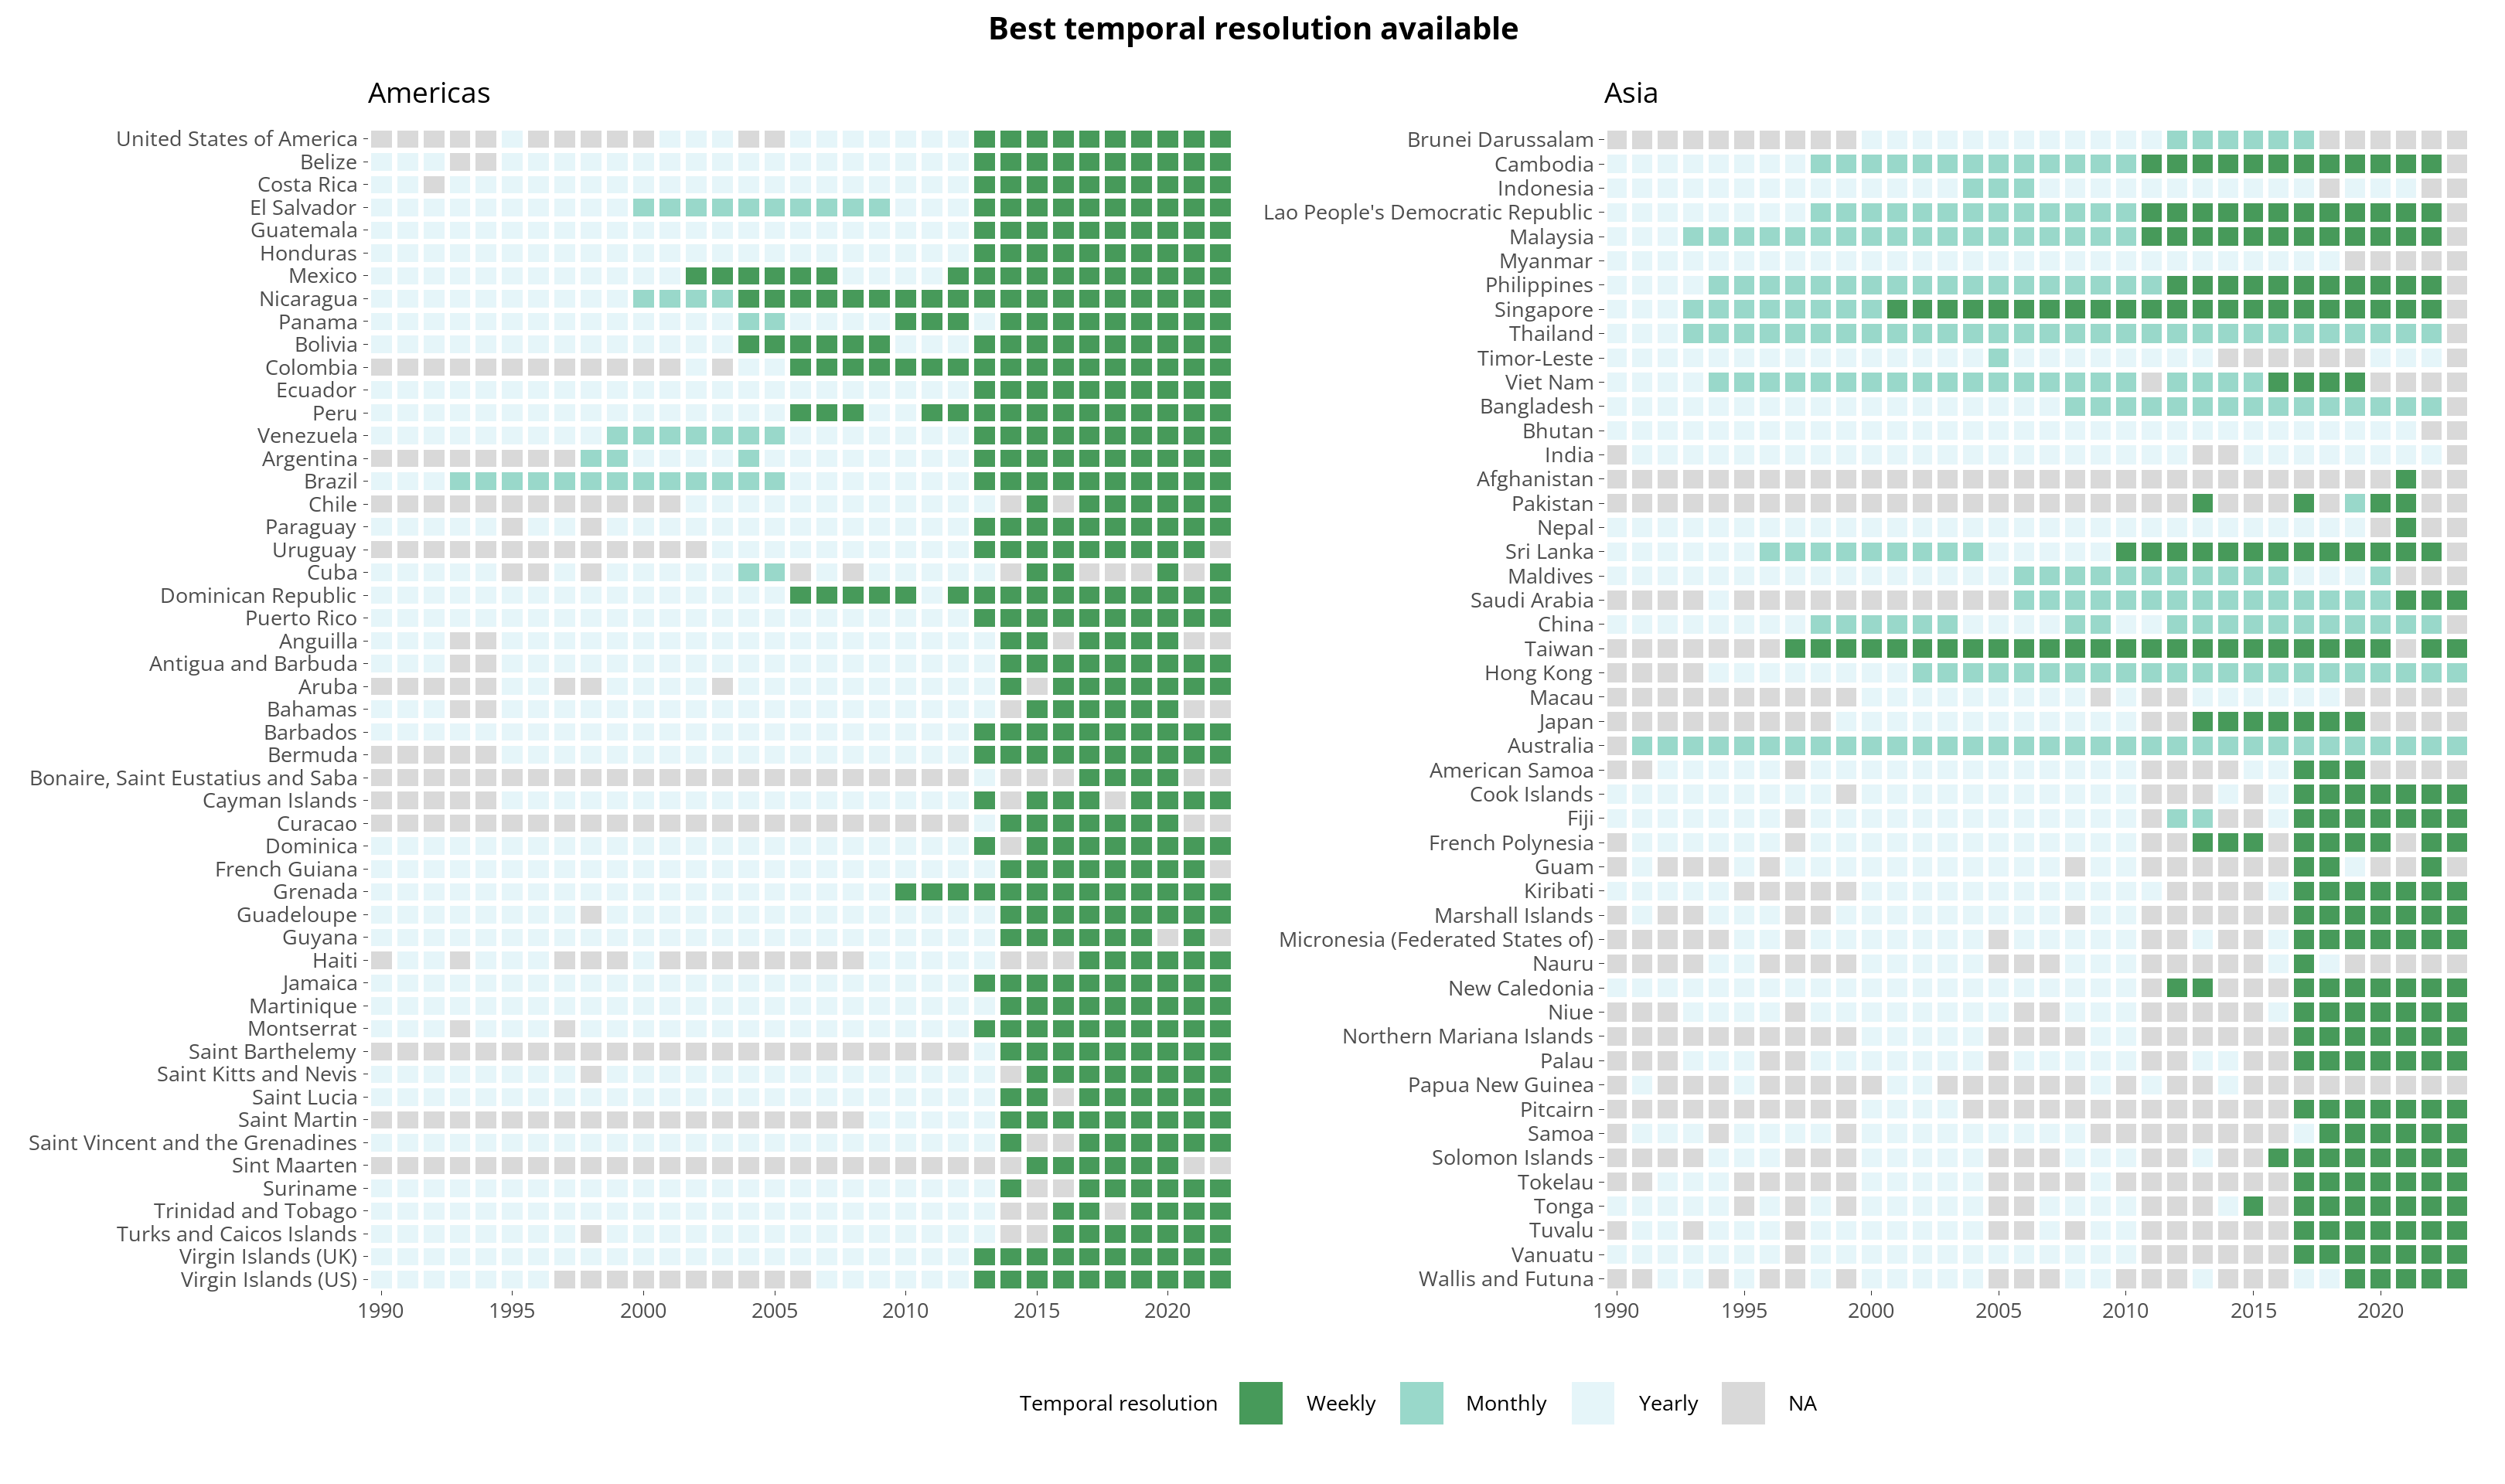 Best temporal resolution available
Americas
United States of America
Belize
Costa Rica
El Salvador
Guatemala
Honduras
Mexico
Nicaragua
Panama
Bolivia
Colombia
Ecuador
Peru
Venezuela
Argentina
Brazil
Chile
Paraguay
Uruguay
Cuba
Dominican Republic
Puerto Rico
Anguilla
Antigua and Barbuda
Aruba
Bahamas
Barbados
Bermuda
Bonaire, Saint Eustatius and Saba
Cayman Islands
Curacao
Dominica
French Guiana
Grenada
Guadeloupe
Guyana
Haiti
Jamaica
Martinique
Montserrat
Saint Barthelemy
Saint Kitts and Nevis
Saint Lucia
Saint Martin
Saint Vincent and the Grenadines
Sint Maarten
Suriname
Trinidad and Tobago
Turks and Caicos Islands
Virgin Islands (UK)
Virgin Islands (US)
1990 1995 2000 2005 2010 2015 2020
Asia
Brunei Darussalam
Cambodia
Indonesia
Lao People's Democratic Republic
Malaysia
Myanmar
Philippines
Singapore
Thailand
Timor-Leste
Viet Nam
Bangladesh
Bhutan
India
Afghanistan
Pakistan
Nepal
Sri Lanka
Maldives
Saudi Arabia
China
Taiwan
Hong Kong
Macau
Japan
Australia
American Samoa
Cook Islands
Fiji
French Polynesia
Guam
Kiribati
Marshall Islands
Micronesia (Federated States of)
Nauru
New Caledonia
Niue
Northern Mariana Islands
Palau
Papua New Guinea
Pitcairn
Samoa
Solomon Islands
Tokelau
Tonga
Tuvalu
Vanuatu
Wallis and Futuna
1990 1995 2000 2005 2010 2015 2020
Temporal resolution Weekly Monthly Yearly NA